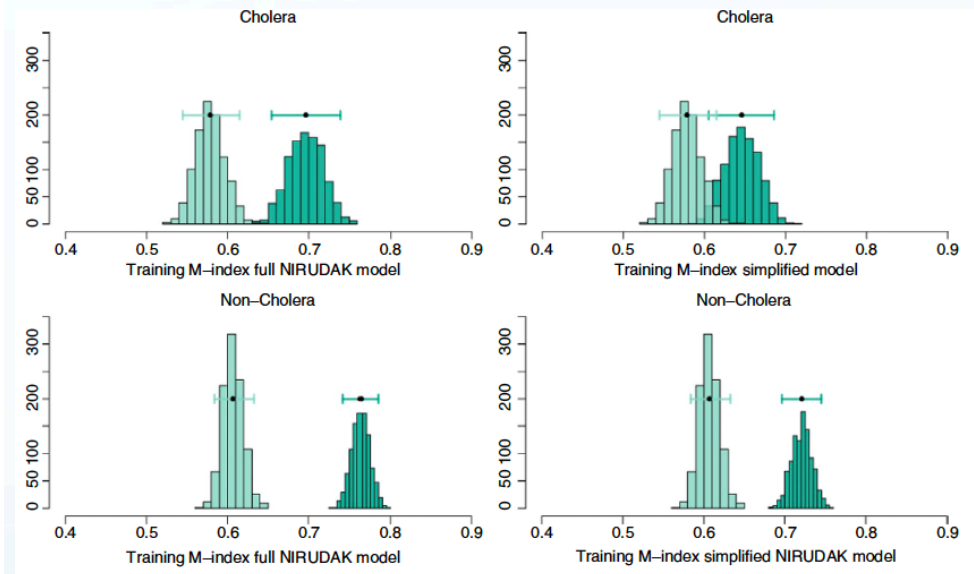 Cholera
300
200
100
50
0
0.4 0.5 0.6 0.7 0.8 0.9
Training M–index full NIRUDAK model
Cholera
300
200
100
50
0
0.4 0.5 0.6 0.7 0.8 0.9
Training M–index simplified model
Non–Cholera
300
200
100
50
0
0.4 0.5 0.6 0.7 0.8 0.9
Training M–index full NIRUDAK model
Non–Cholera
300
200
100
50
0
0.4 0.5 0.6 0.7 0.8 0.9
Training M–index simplified NIRUDAK model